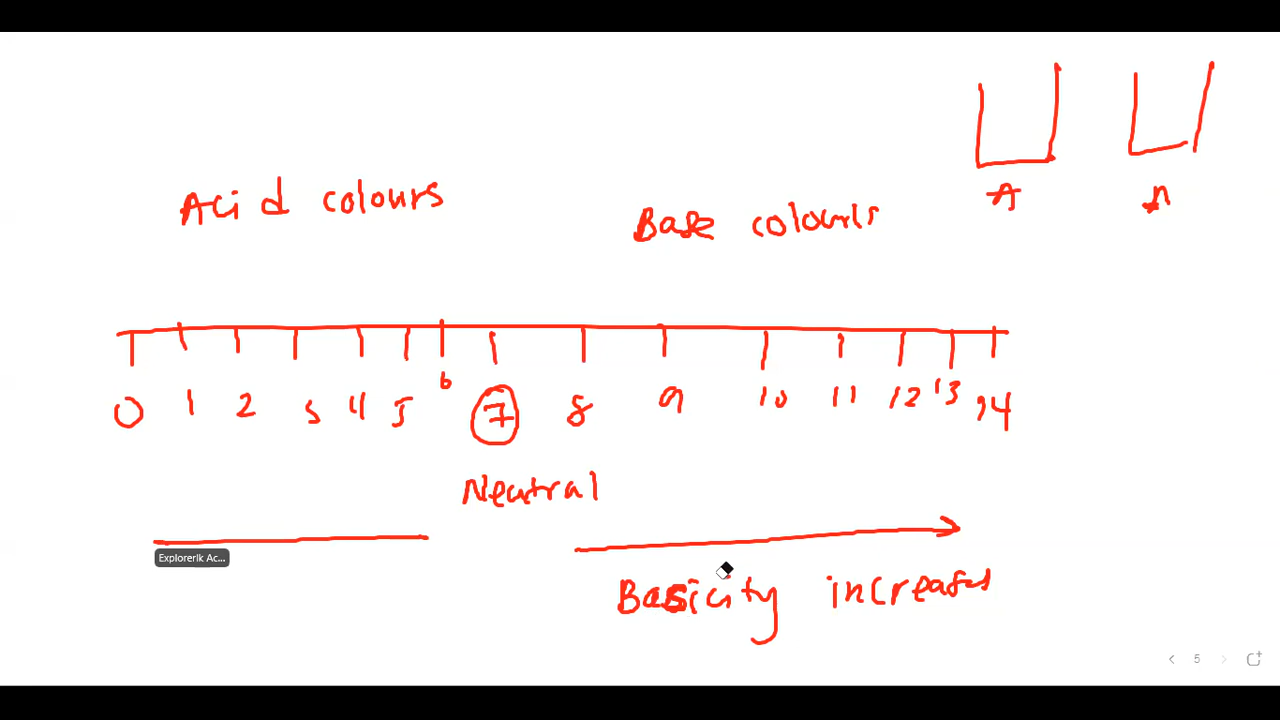 A
Acid colours
Base colours
0 1 2 3 4 5 6 7 8 9 10 11 12 13 14
Neutral
Explorerik Ac...
Basicity increases
5